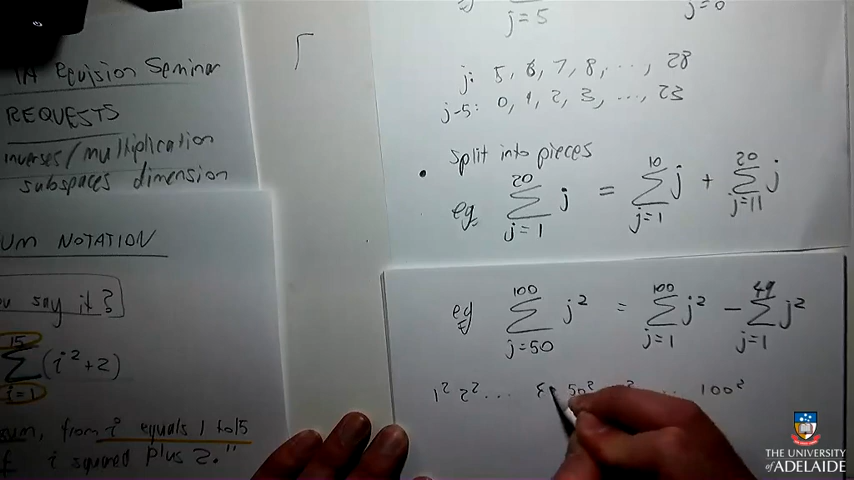 1A Revision Seminar
REQUESTS
inverses/multiplication
subspaces dimension
SUM NOTATION
you say it?
15
∑ (i²+2)
i=1
sum, from i equals 1 to 15
of i squared plus 2."
j=5 j=0
j: 5, 6, 7, 8, ..., 28
j-5: 0, 1, 2, 3, ..., 23
• split into pieces
20 10 20
eg ∑ j = ∑ j + ∑ j
j=1 j=1 j=11
100 100 49
eg ∑ j² = ∑ j² - ∑ j²
j=50 j=1 j=1
1² 2² ... 50² ... 100²
THE UNIVERSITY
of ADELAIDE